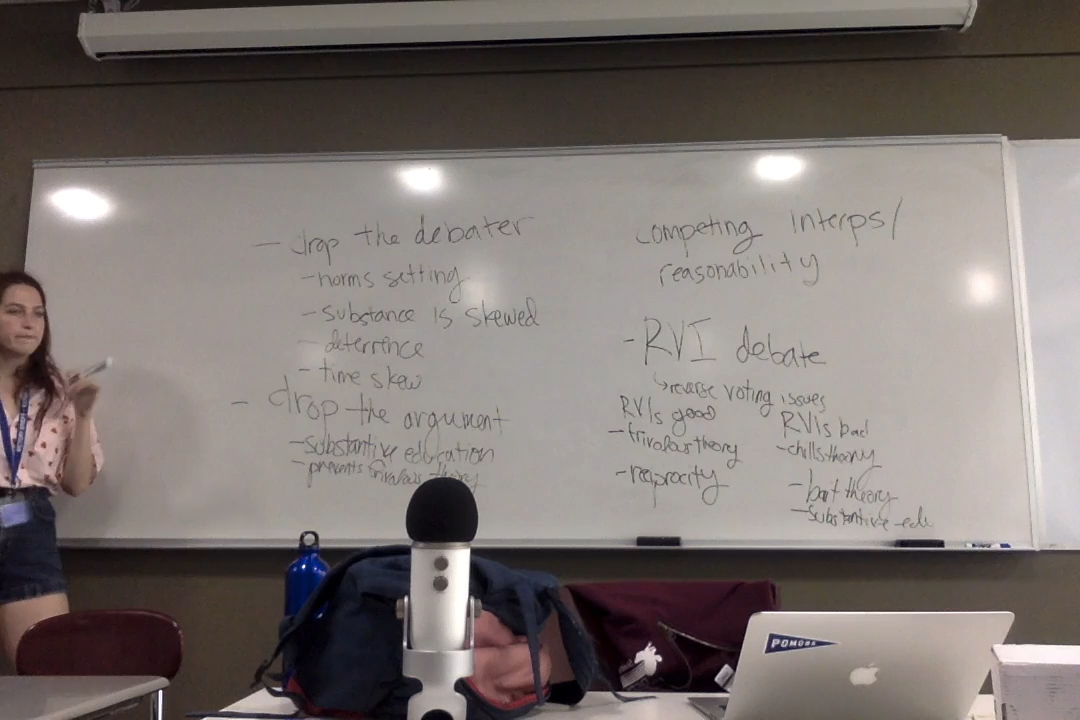 - drop the debater
- norms setting
- substance is skewed
- deterrence
- time skew
- drop the argument
- substantive education
- prevents frivolous theory
competing interps/
reasonability
- RVI debate
↳reverse voting issues
RVIs good
- frivolous theory
- reciprocity
RVIs bad
- chills theory
- bait theory
- substantive edu
POMONA